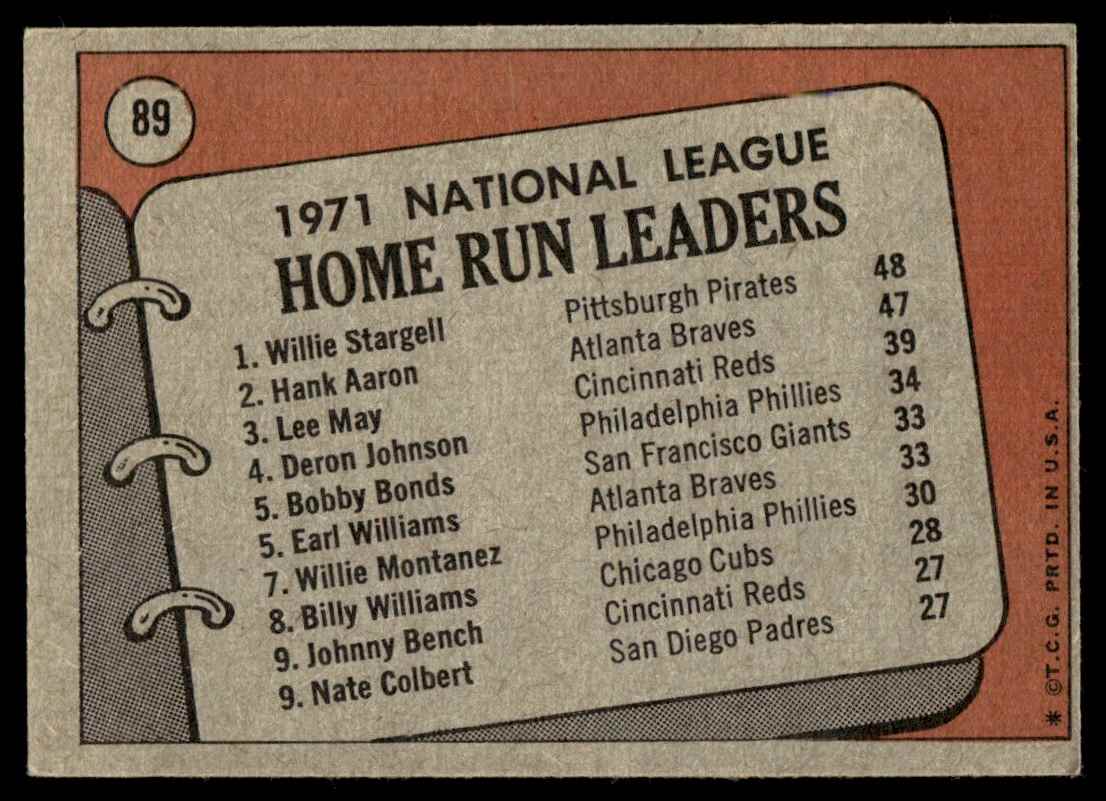 89
1971 NATIONAL LEAGUE
HOME RUN LEADERS
1. Willie Stargell Pittsburgh Pirates 48
2. Hank Aaron Atlanta Braves 47
3. Lee May Cincinnati Reds 39
4. Deron Johnson Philadelphia Phillies 34
5. Bobby Bonds San Francisco Giants 33
5. Earl Williams Atlanta Braves 33
7. Willie Montanez Philadelphia Phillies 30
8. Billy Williams Chicago Cubs 28
9. Johnny Bench Cincinnati Reds 27
9. Nate Colbert San Diego Padres 27
* ©T.C.G. PRTD. IN U.S.A.